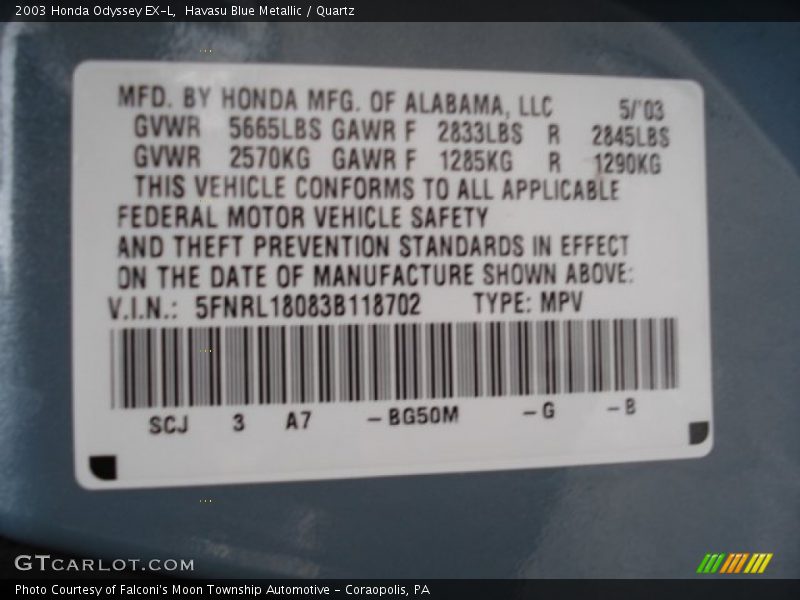 2003 Honda Odyssey EX-L, Havasu Blue Metallic / Quartz
MFD. BY HONDA MFG. OF ALABAMA, LLC 5/'03
GVWR 5665LBS GAWR F 2833LBS R 2845LBS
GVWR 2570KG GAWR F 1285KG R 1290KG
THIS VEHICLE CONFORMS TO ALL APPLICABLE
FEDERAL MOTOR VEHICLE SAFETY
AND THEFT PREVENTION STANDARDS IN EFFECT
ON THE DATE OF MANUFACTURE SHOWN ABOVE:
V.I.N.: 5FNRL18083B118702 TYPE: MPV
SCJ 3 A7 -BG50M -G -B
GTCARLOT.COM
Photo Courtesy of Falconi's Moon Township Automotive - Coraopolis, PA